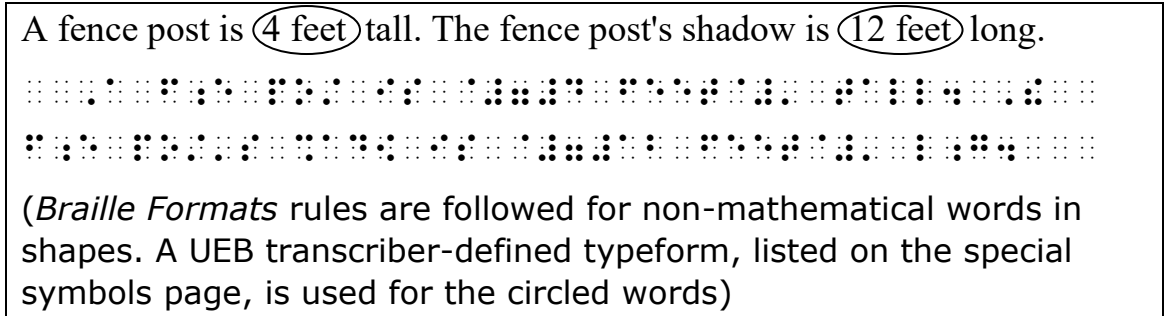 A fence post is 4 feet tall. The fence post's shadow is 12 feet long.
⠀⠀⠠⠁⠀⠋⠰⠑⠀⠏⠕⠌⠀⠊⠎⠀⠈⠼⠶⠼⠙⠀⠋⠑⠑⠞⠈⠼⠄⠀⠞⠁⠇⠇⠲⠀⠠⠮
⠋⠰⠑⠀⠏⠕⠌⠄⠎⠀⠩⠁⠙⠪⠀⠊⠎⠀⠈⠼⠶⠼⠁⠃⠀⠋⠑⠑⠞⠈⠼⠄⠀⠇⠰⠛⠲
(Braille Formats rules are followed for non-mathematical words in
shapes. A UEB transcriber-defined typeform, listed on the special
symbols page, is used for the circled words)